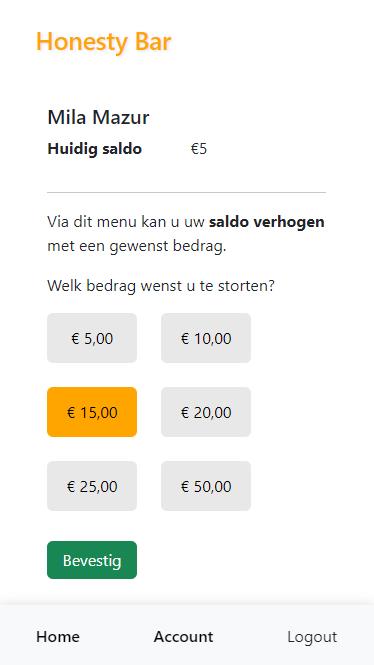 Honesty Bar
Mila Mazur
Huidig saldo €5
Via dit menu kan u uw saldo verhogen
met een gewenst bedrag.
Welk bedrag wenst u te storten?
€ 5,00 € 10,00
€ 15,00 € 20,00
€ 25,00 € 50,00
Bevestig
Home Account Logout